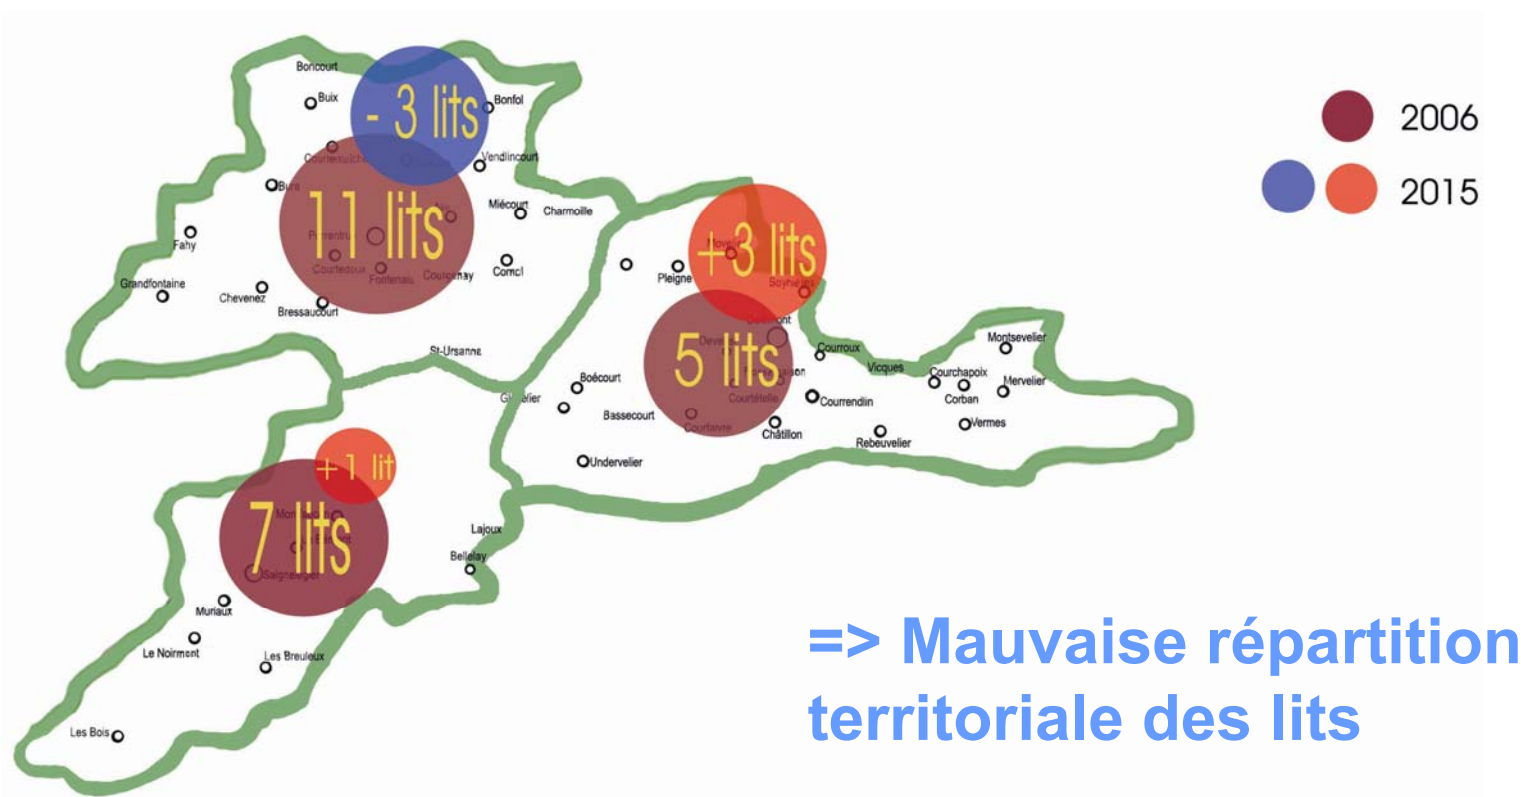 Boncourt
Buix
- 3 lits
Bonfol
2006
Vendlincourt
2015
Bure
11 lits
Miécourt
Charmoille
Fahy
+3 lits
Courtedoux
Fontenais
Courgenay
Cornol
Pleigne
Soyhières
Grandfontaine
Chevenez
Bressaucourt
5 lits
St-Ursanne
Courroux
Montsevelier
Vicques
Courchapoix
Boécourt
Mervelier
Corban
Courtételle
Courrendlin
Bassecourt
Courfaivre
Châtillon
Vermes
Rebeuvelier
+ 1 lit
Undervelier
7 lits
Lajoux
Bellelay
Saignelégier
Muriaux
=> Mauvaise répartition
territoriale des lits
Le Noirmont
Les Breuleux
Les Bois